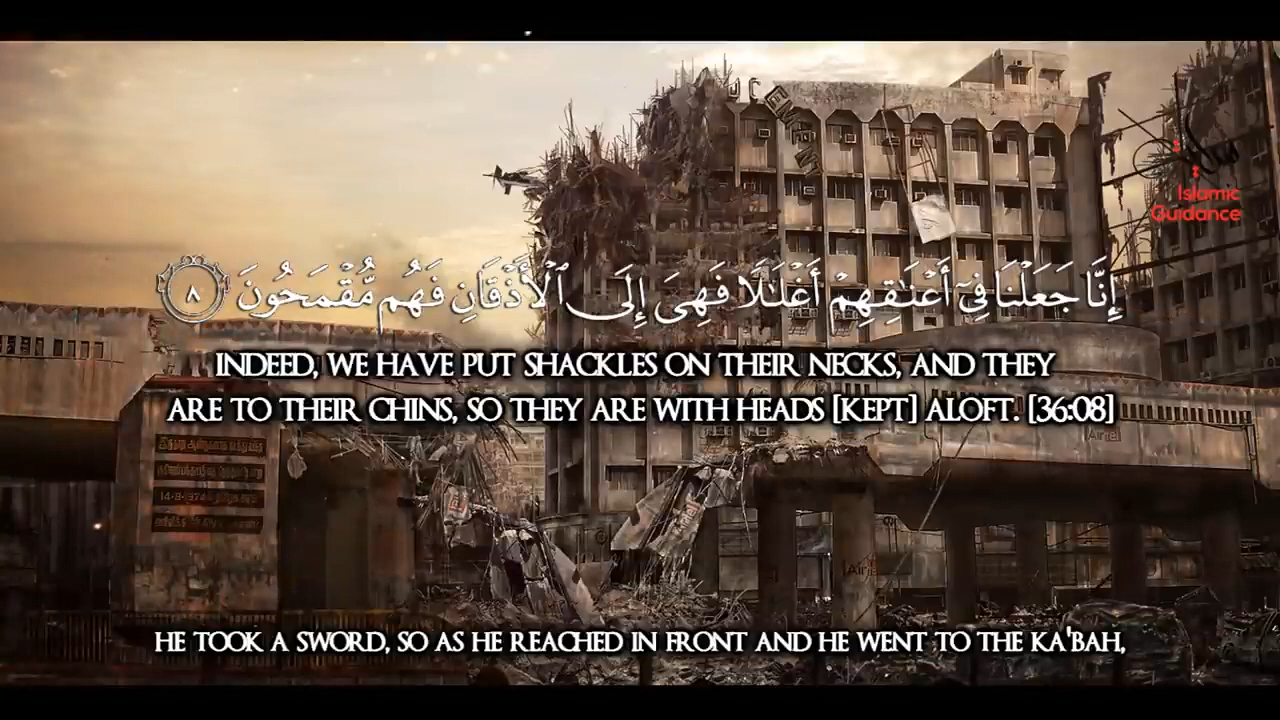 Islamic
Guidance
إِنَّا جَعَلْنَا فِىٓ أَعْنَـٰقِهِمْ أَغْلَـٰلًا فَهِىَ إِلَى ٱلْأَذْقَانِ فَهُم مُّقْمَحُونَ ٨
INDEED, WE HAVE PUT SHACKLES ON THEIR NECKS, AND THEY
ARE TO THEIR CHINS, SO THEY ARE WITH HEADS [KEPT] ALOFT. [36:08]
Airtel
HE TOOK A SWORD, SO AS HE REACHED IN FRONT AND HE WENT TO THE KA'BAH,